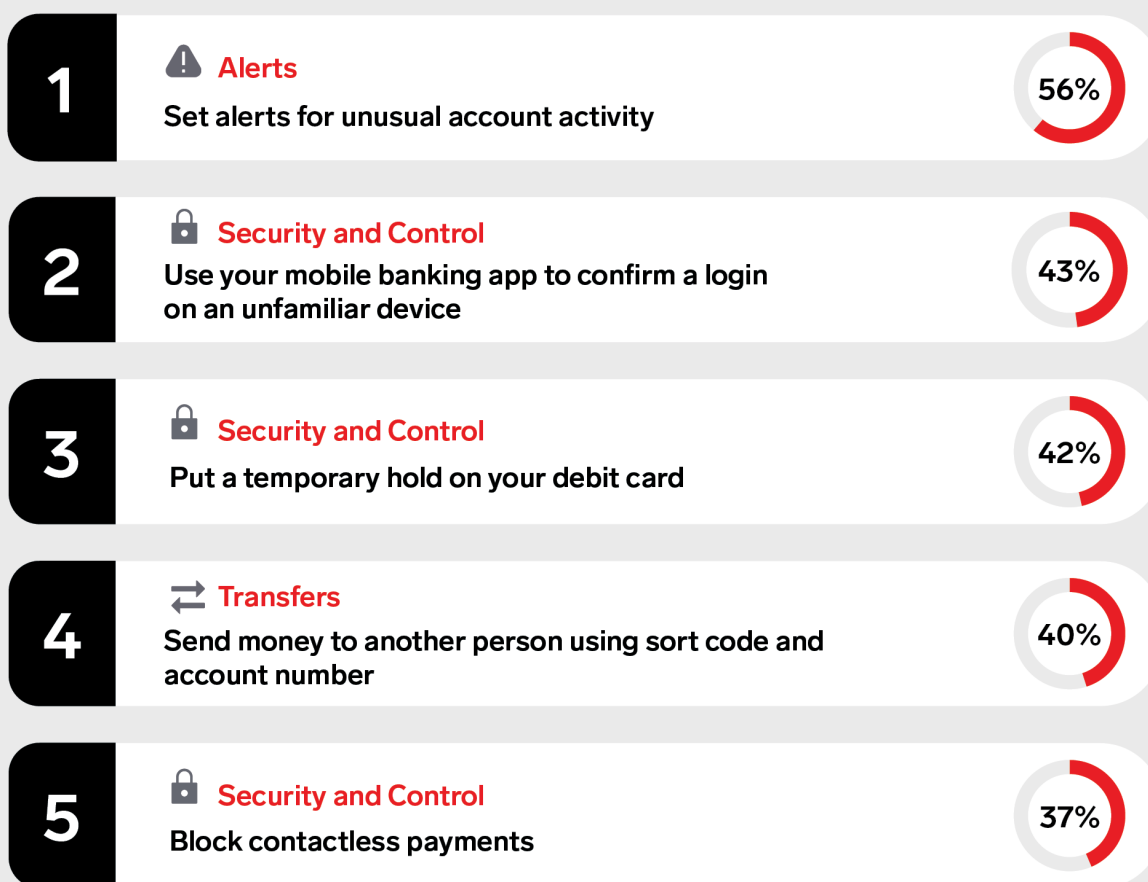 1
Alerts
Set alerts for unusual account activity
56%
2
Security and Control
Use your mobile banking app to confirm a login
on an unfamiliar device
43%
3
Security and Control
Put a temporary hold on your debit card
42%
4
Transfers
Send money to another person using sort code and
account number
40%
5
Security and Control
Block contactless payments
37%